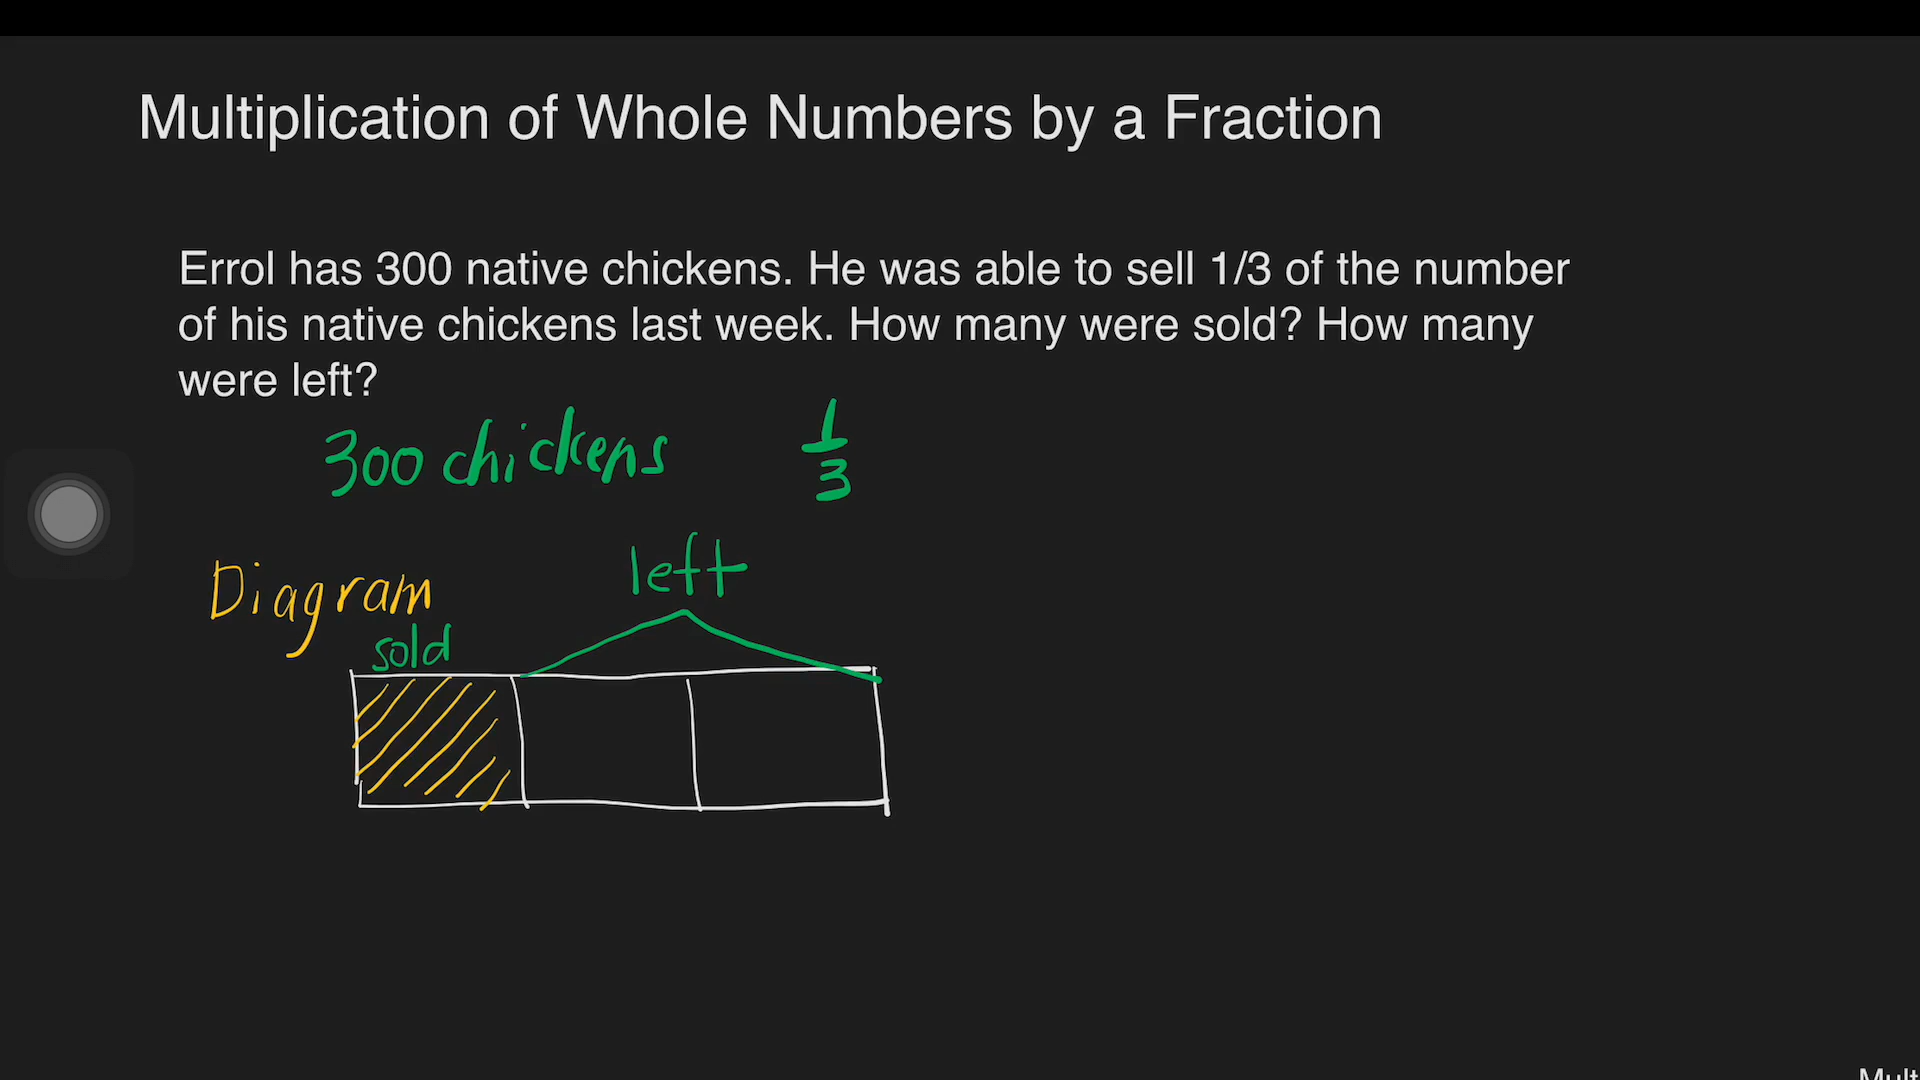 Multiplication of Whole Numbers by a Fraction
Errol has 300 native chickens. He was able to sell 1/3 of the number
of his native chickens last week. How many were sold? How many
were left?
300 chickens 1/3
left
Diagram
sold
Mult